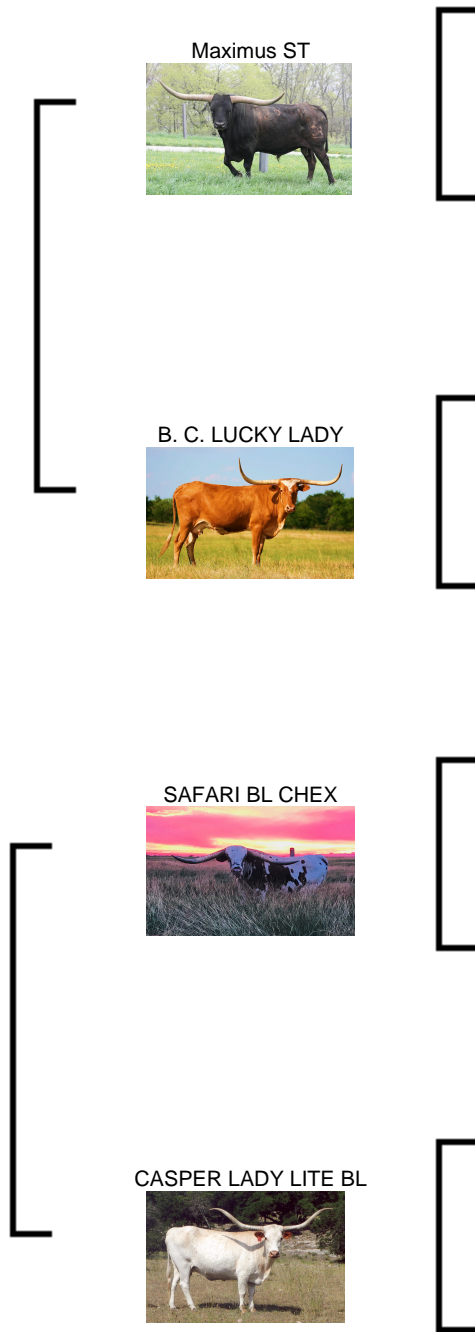 Maximus ST
B. C. LUCKY LADY
SAFARI BL CHEX
CASPER LADY LITE BL